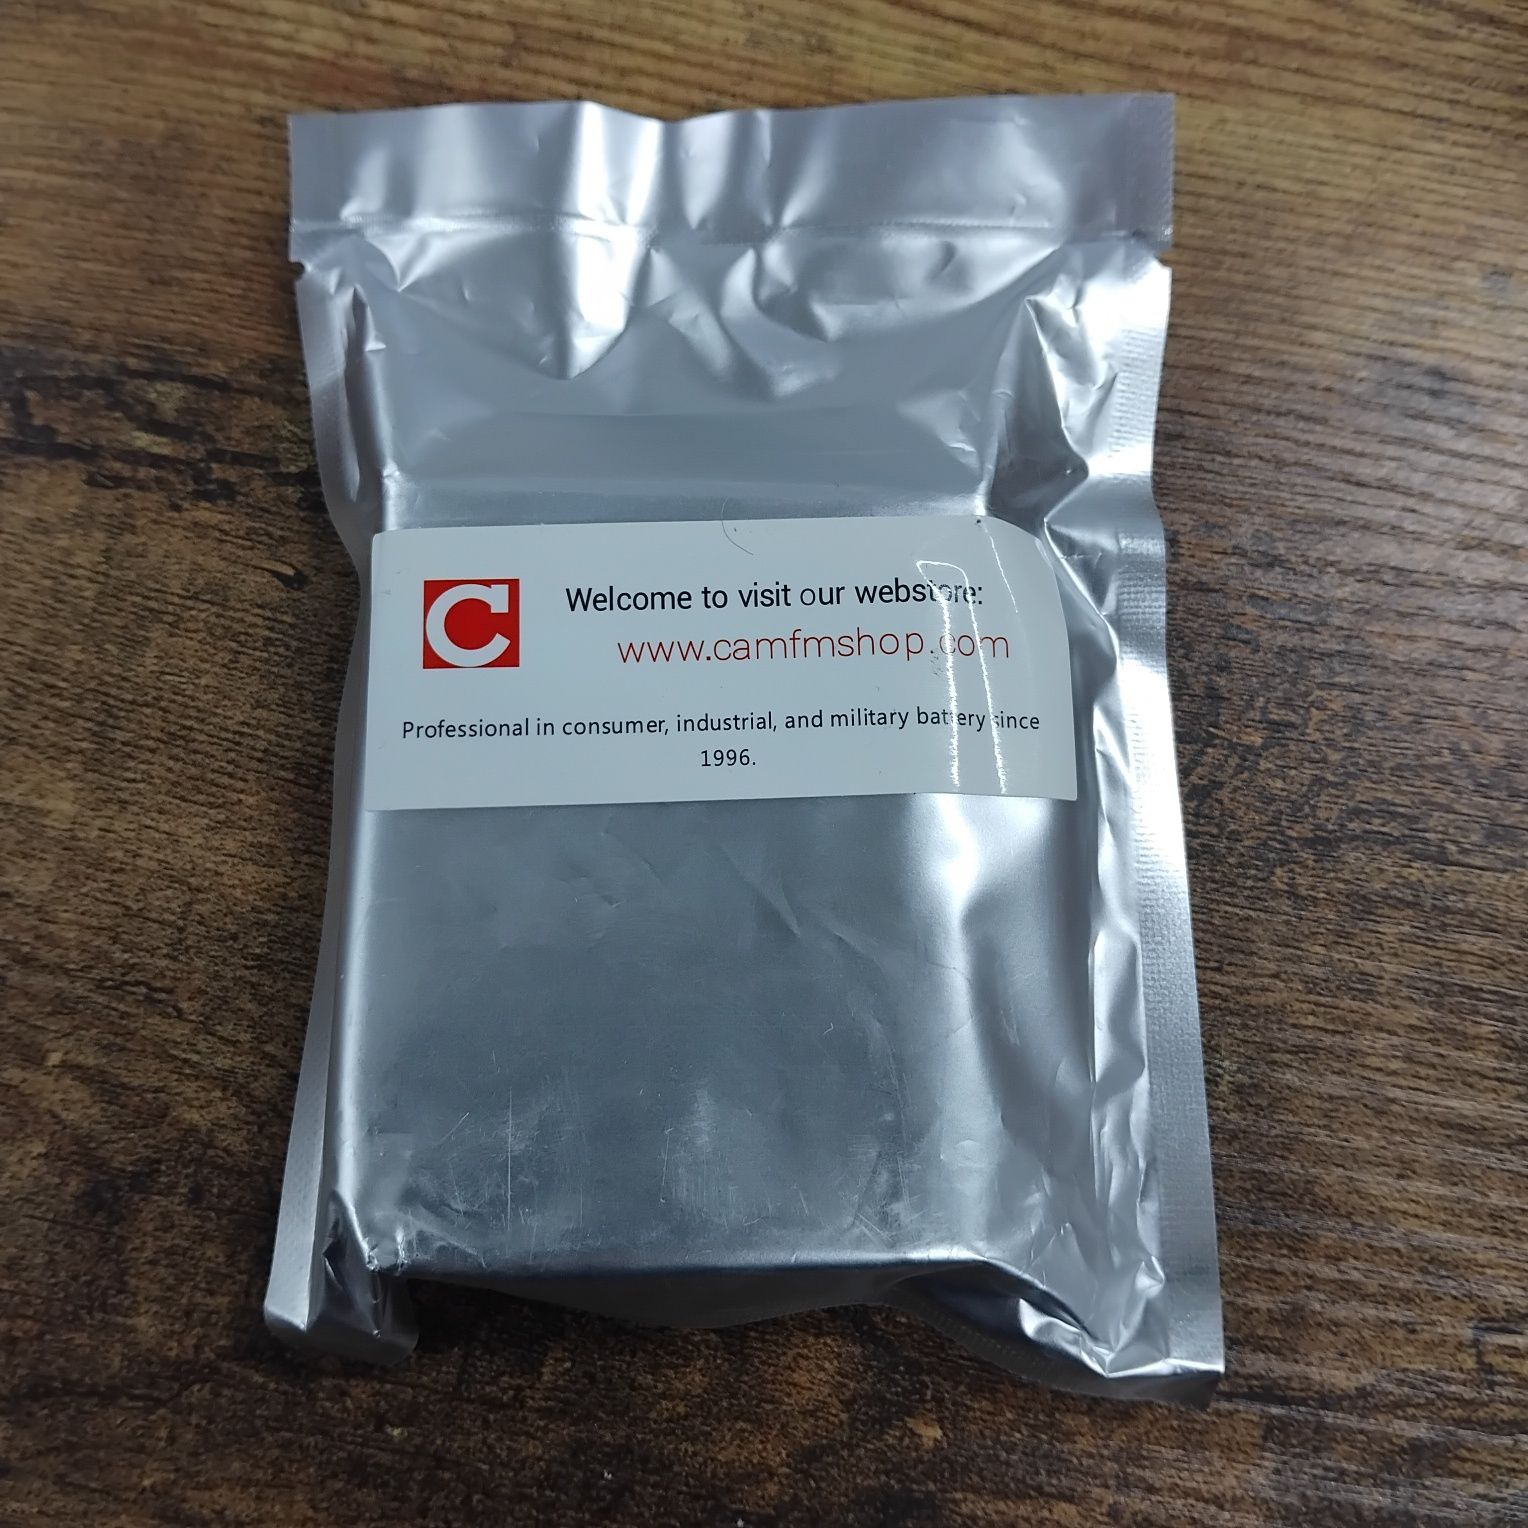 C
Welcome to visit our webstore:
www.camfmshop.com
Professional in consumer, industrial, and military battery since
1996.